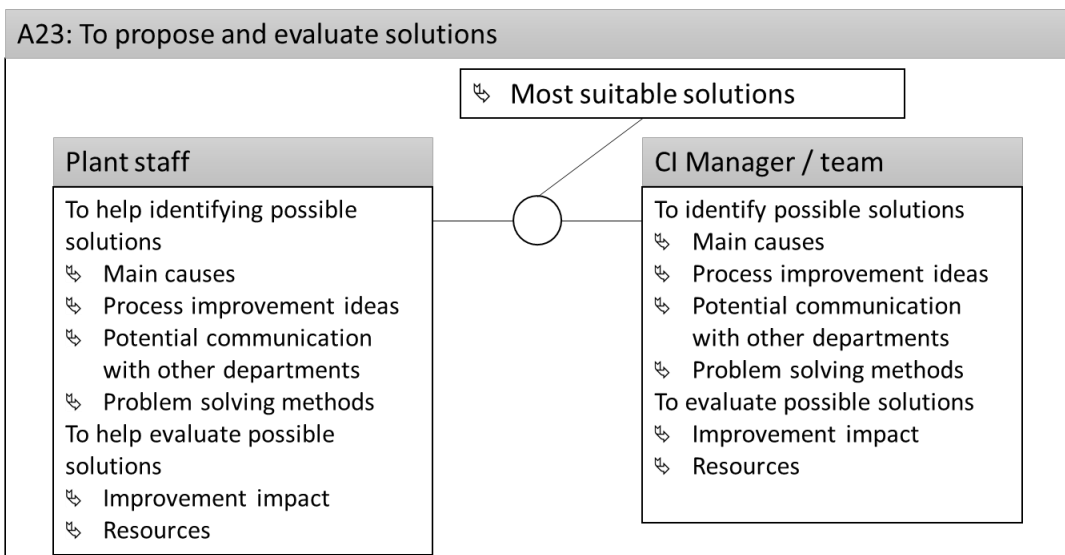 A23: To propose and evaluate solutions
Most suitable solutions
Plant staff
To help identifying possible
solutions
Main causes
Process improvement ideas
Potential communication
with other departments
Problem solving methods
To help evaluate possible
solutions
Improvement impact
Resources
CI Manager / team
To identify possible solutions
Main causes
Process improvement ideas
Potential communication
with other departments
Problem solving methods
To evaluate possible solutions
Improvement impact
Resources